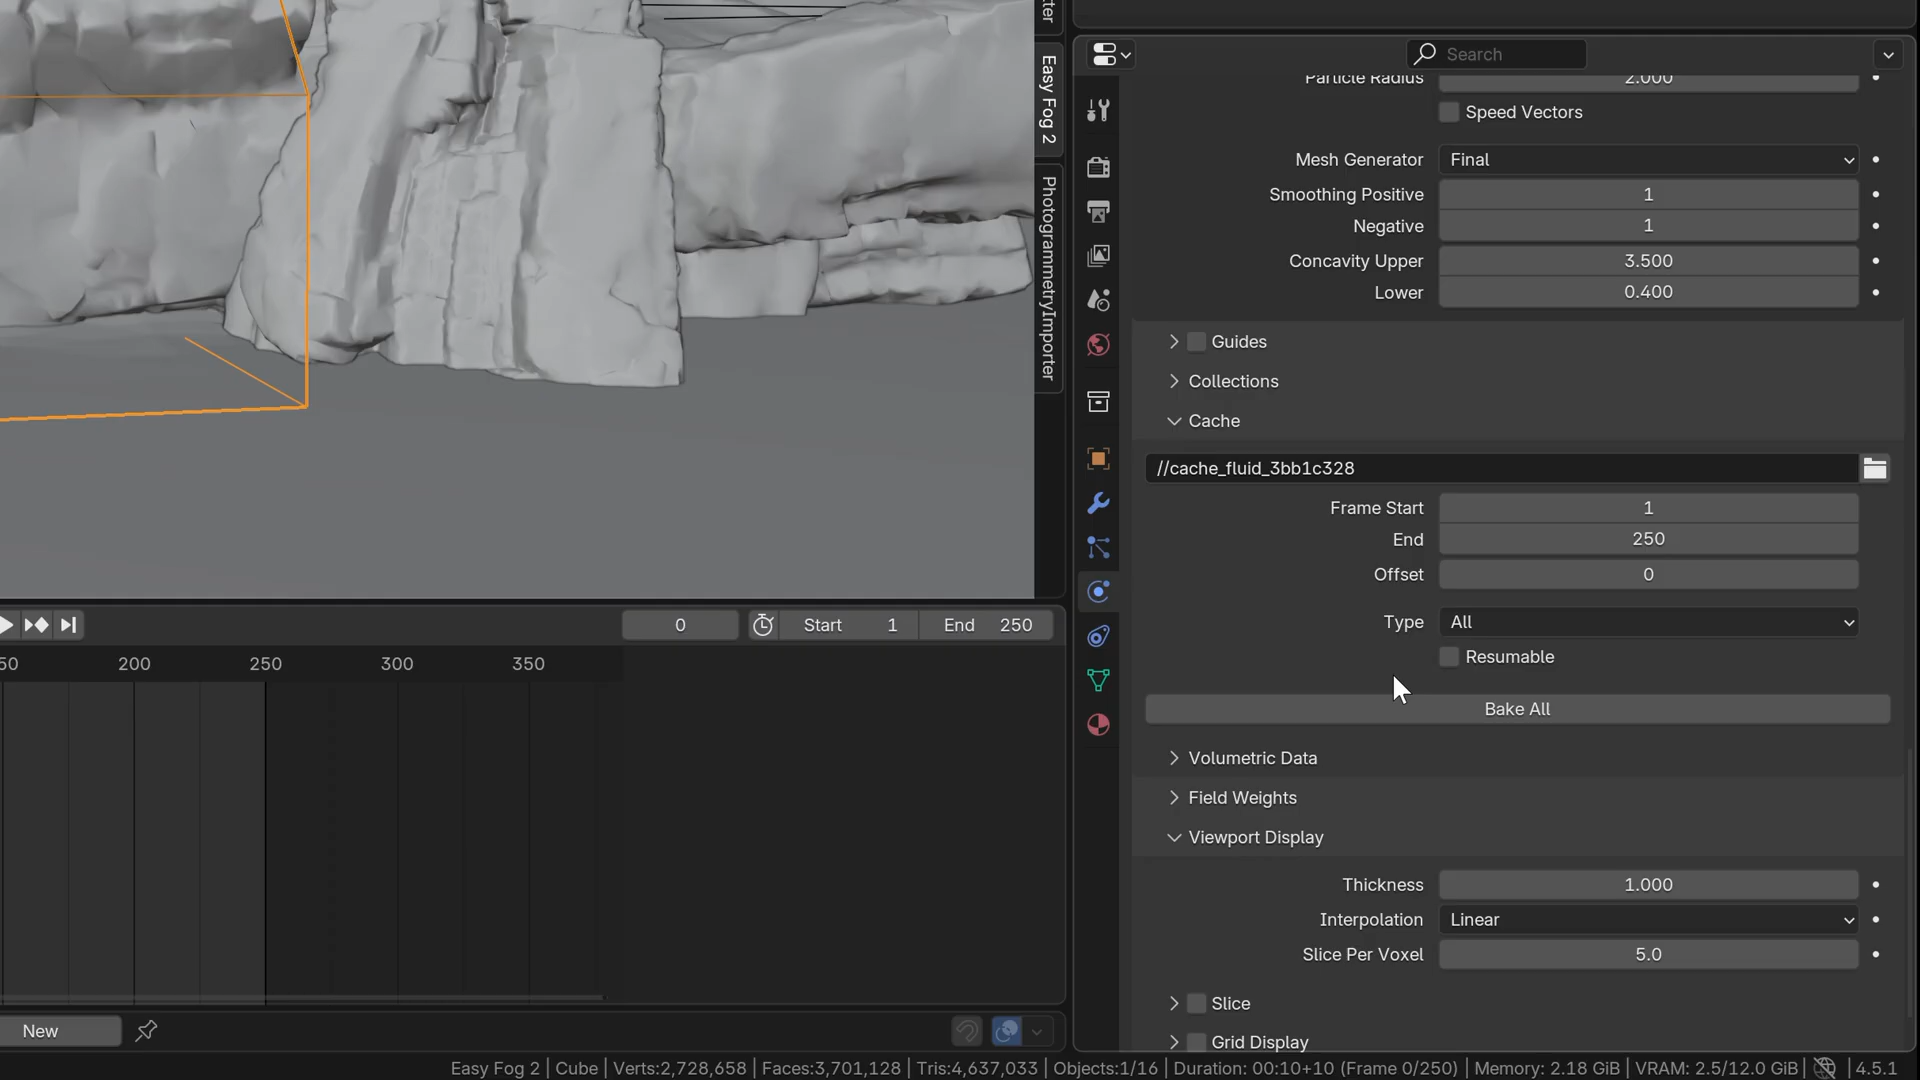 tter
Easy Fog 2
PhotogrammetryImporter
Search
Particle Radius 2.000
Speed Vectors
Mesh Generator Final
Smoothing Positive 1
Negative 1
Concavity Upper 3.500
Lower 0.400
Guides
Collections
Cache
//cache_fluid_3bb1c328
Frame Start 1
End 250
Offset 0
Type All
Resumable
Bake All
Volumetric Data
Field Weights
Viewport Display
Thickness 1.000
Interpolation Linear
Slice Per Voxel 5.0
Slice
Grid Display
0 Start 1 End 250
50 200 250 300 350
New
Easy Fog 2 | Cube | Verts:2,728,658 | Faces:3,701,128 | Tris:4,637,033 | Objects:1/16 | Duration: 00:10+10 (Frame 0/250) | Memory: 2.18 GiB | VRAM: 2.5/12.0 GiB | 4.5.1